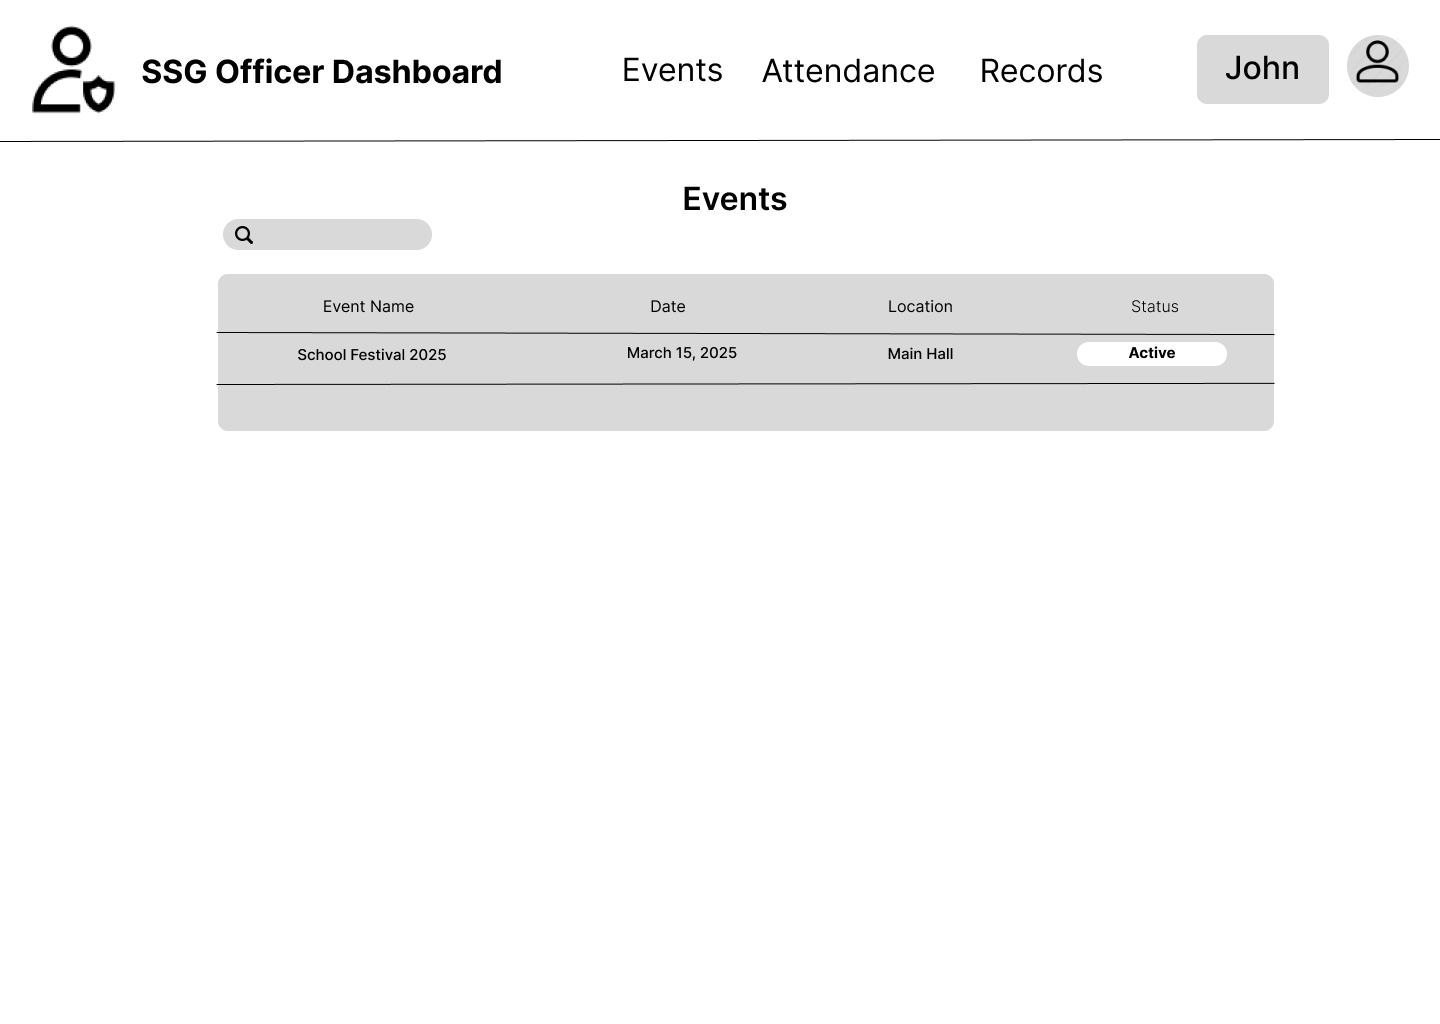 SSG Officer Dashboard Events Attendance Records John
Events
Event Name Date Location Status
School Festival 2025 March 15, 2025 Main Hall Active